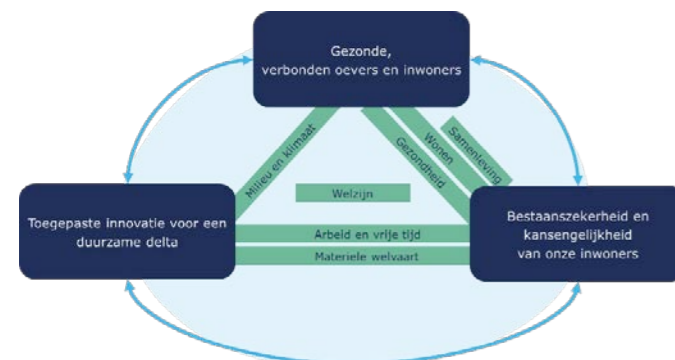 Gezonde,
verbonden oevers en inwoners
Milieu en klimaat
Gezondheid
Wonen
Samenleving
Welzijn
Toegepaste innovatie voor een
duurzame delta
Arbeid en vrije tijd
Materiele welvaart
Bestaanszekerheid en
kansengelijkheid
van onze inwoners